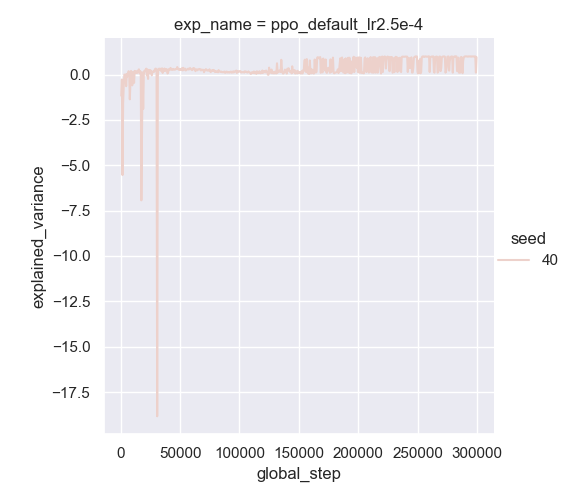 exp_name = ppo_default_lr2.5e-4
0.0
−2.5
−5.0
−7.5
−10.0
−12.5
−15.0
−17.5
explained_variance
0 50000 100000 150000 200000 250000 300000
global_step
seed
40